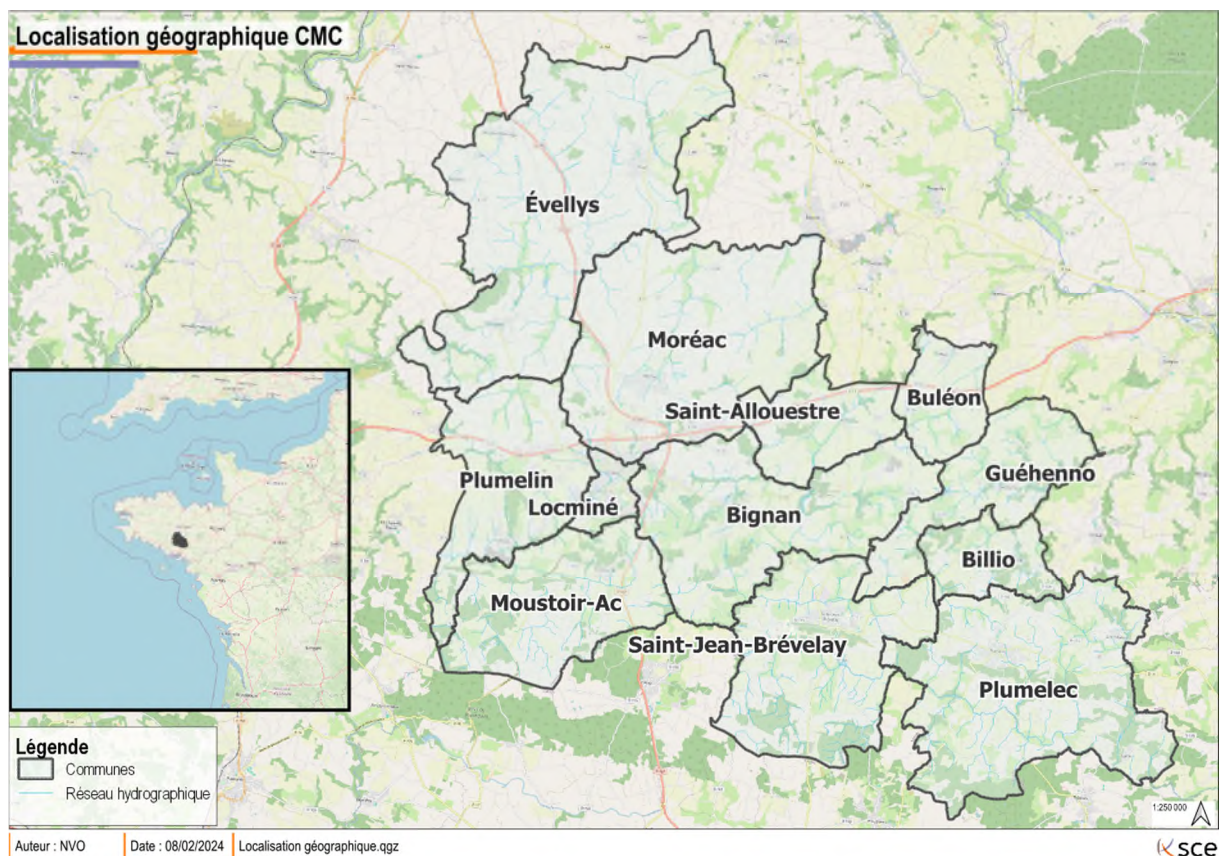 Localisation géographique CMC
Évellys
Moréac
Buléon
Saint-Allouestre
Guéhenno
Plumelin
Locminé
Bignan
Billio
Moustoir-Ac
Saint-Jean-Brévelay
Plumelec
Légende
Communes
Réseau hydrographique
1:250 000
Auteur : NVO
Date : 08/02/2024
Localisation géographique.qgz
sce